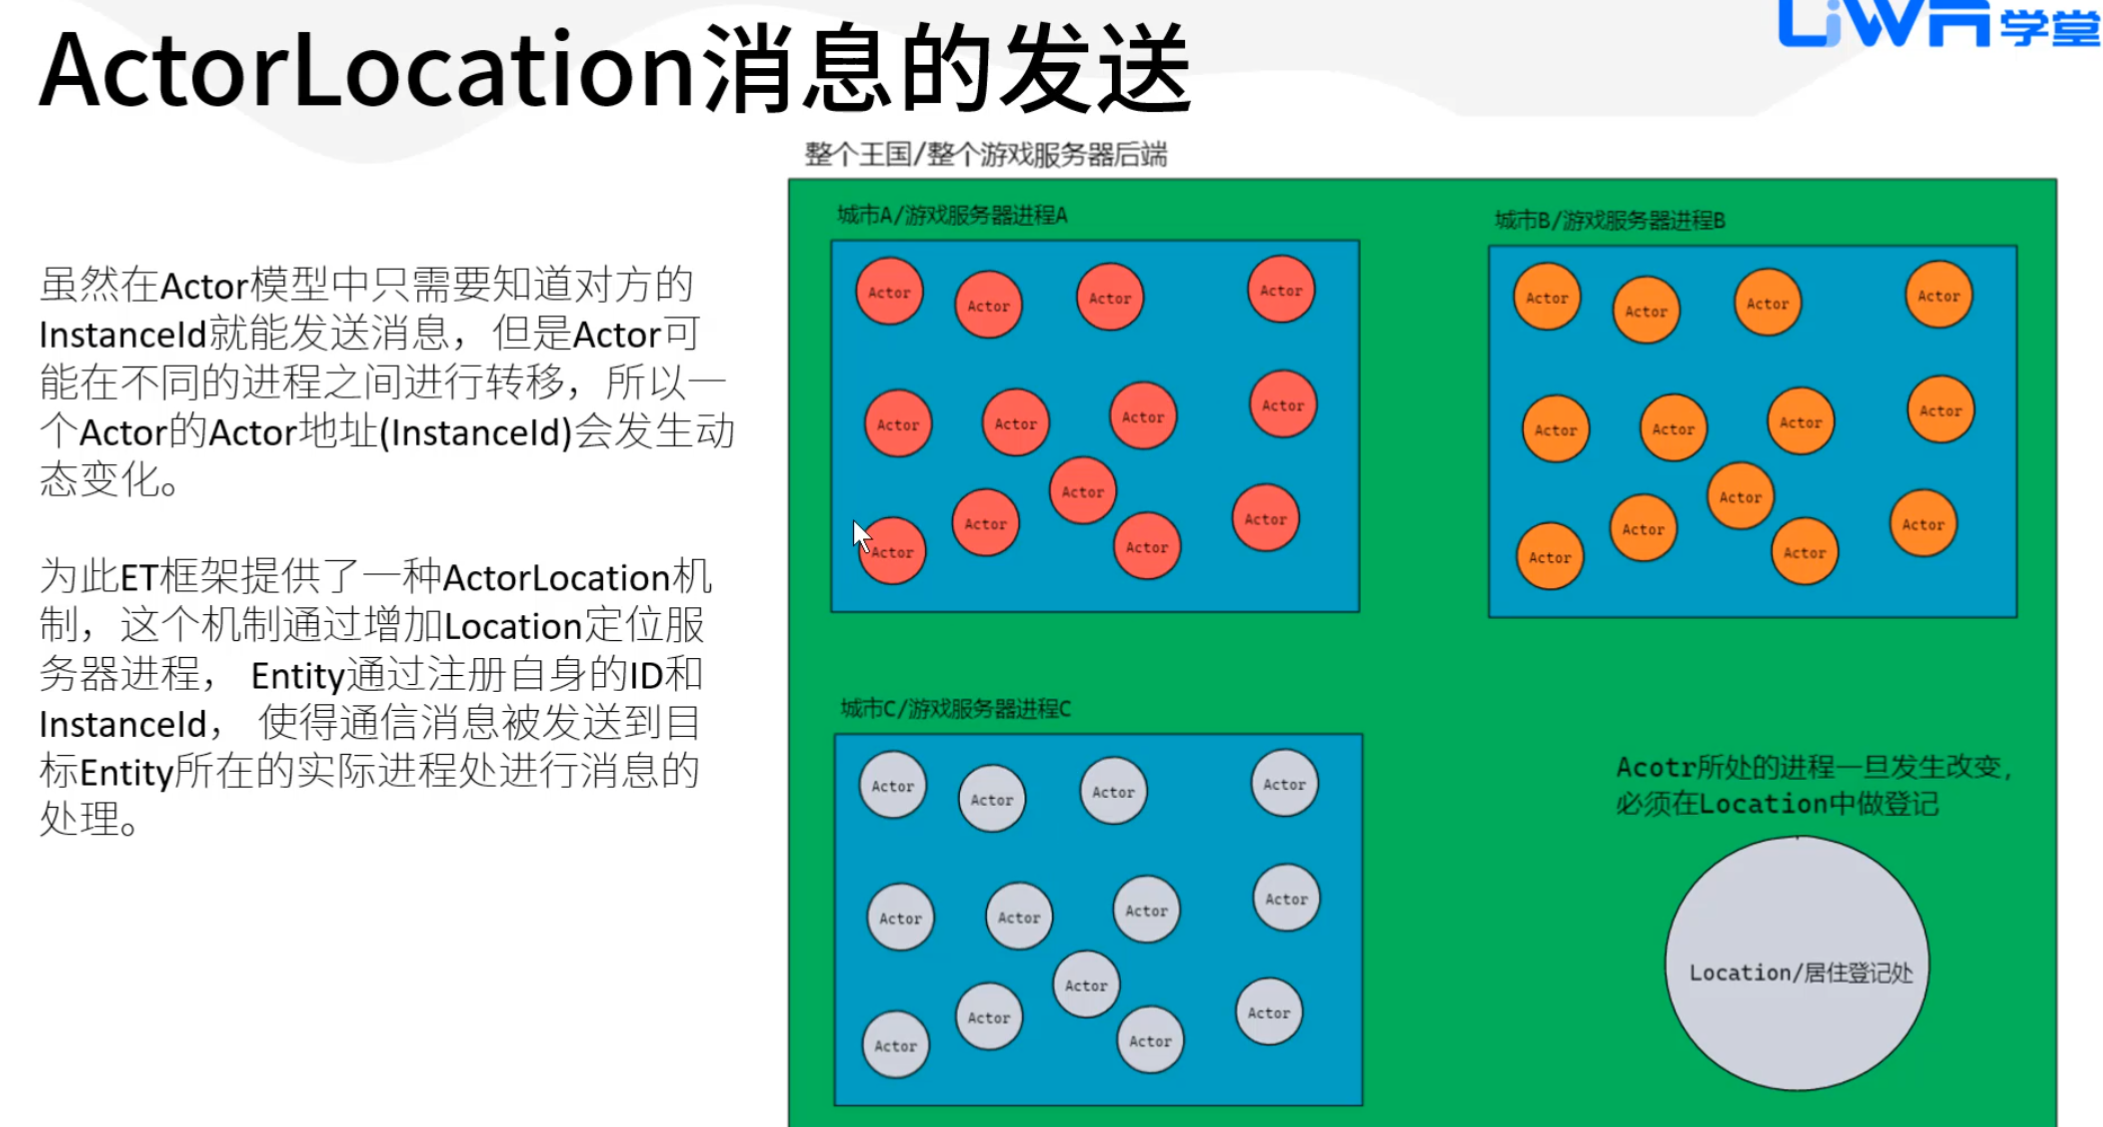 ActorLocation消息的发送
LiWA学堂
虽然在Actor模型中只需要知道对方的
InstanceId就能发送消息，但是Actor可
能在不同的进程之间进行转移，所以一
个Actor的Actor地址(InstanceId)会发生动
态变化。
为此ET框架提供了一种ActorLocation机
制，这个机制通过增加Location定位服
务器进程， Entity通过注册自身的ID和
InstanceId， 使得通信消息被发送到目
标Entity所在的实际进程处进行消息的
处理。
整个王国/整个游戏服务器后端
城市A/游戏服务器进程A
Actor
Actor
Actor
Actor
Actor
Actor
Actor
Actor
Actor
Actor
Actor
Actor
Actor
城市B/游戏服务器进程B
Actor
Actor
Actor
Actor
Actor
Actor
Actor
Actor
Actor
Actor
Actor
Actor
Actor
城市C/游戏服务器进程C
Actor
Actor
Actor
Actor
Actor
Actor
Actor
Actor
Actor
Actor
Actor
Actor
Actor
Acotr所处的进程一旦发生改变，
必须在Location中做登记
Location/居住登记处